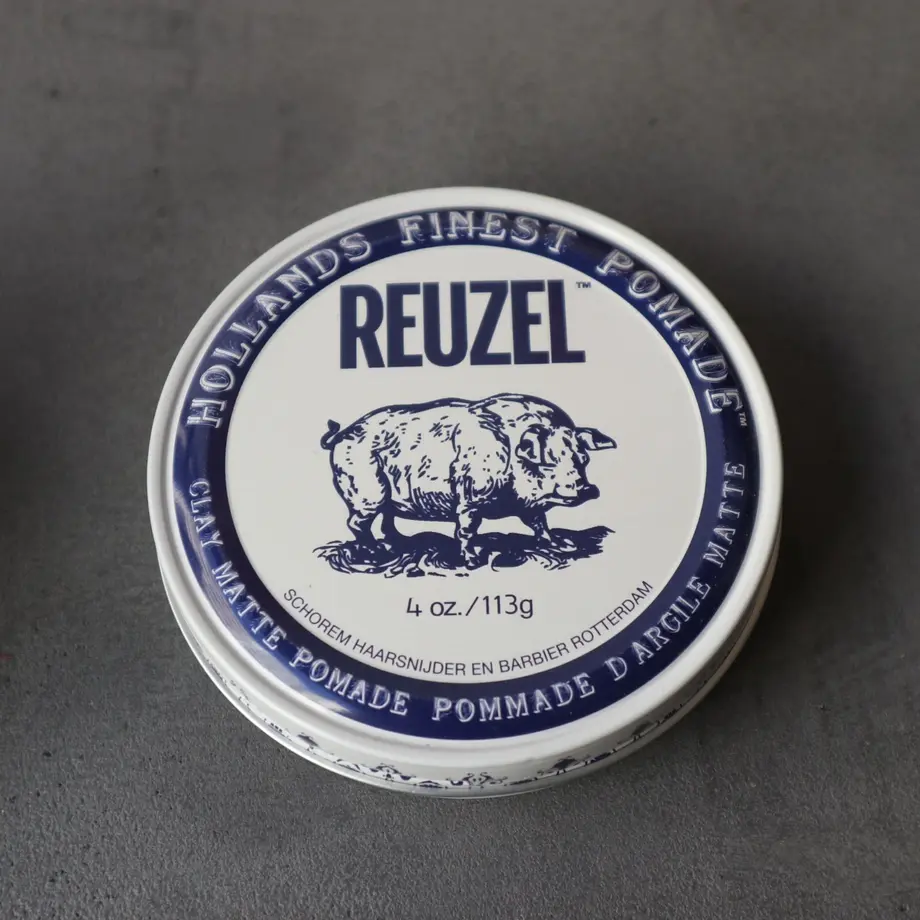 HOLLANDS FINEST POMADE™
REUZEL™
4 oz./113g
SCHOREM HAARSNIJDER EN BARBIER ROTTERDAM
CLAY MATTE POMADE POMMADE D ARGILE MATTE